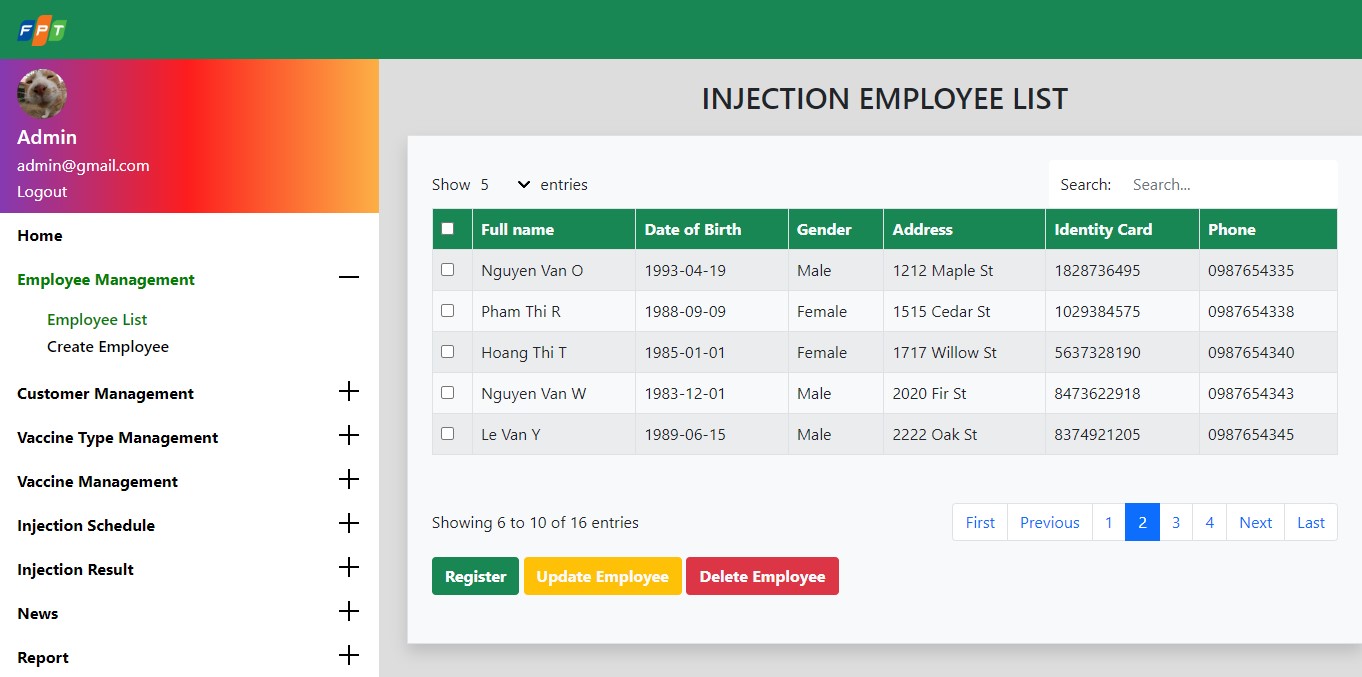 FPT
Admin
admin@gmail.com
Logout
Home
Employee Management
Employee List
Create Employee
Customer Management
Vaccine Type Management
Vaccine Management
Injection Schedule
Injection Result
News
Report
INJECTION EMPLOYEE LIST
Show 5 entries
Search: Search...
Full name Date of Birth Gender Address Identity Card Phone
Nguyen Van O 1993-04-19 Male 1212 Maple St 1828736495 0987654335
Pham Thi R 1988-09-09 Female 1515 Cedar St 1029384575 0987654338
Hoang Thi T 1985-01-01 Female 1717 Willow St 5637328190 0987654340
Nguyen Van W 1983-12-01 Male 2020 Fir St 8473622918 0987654343
Le Van Y 1989-06-15 Male 2222 Oak St 8374921205 0987654345
Showing 6 to 10 of 16 entries
First Previous 1 2 3 4 Next Last
Register Update Employee Delete Employee